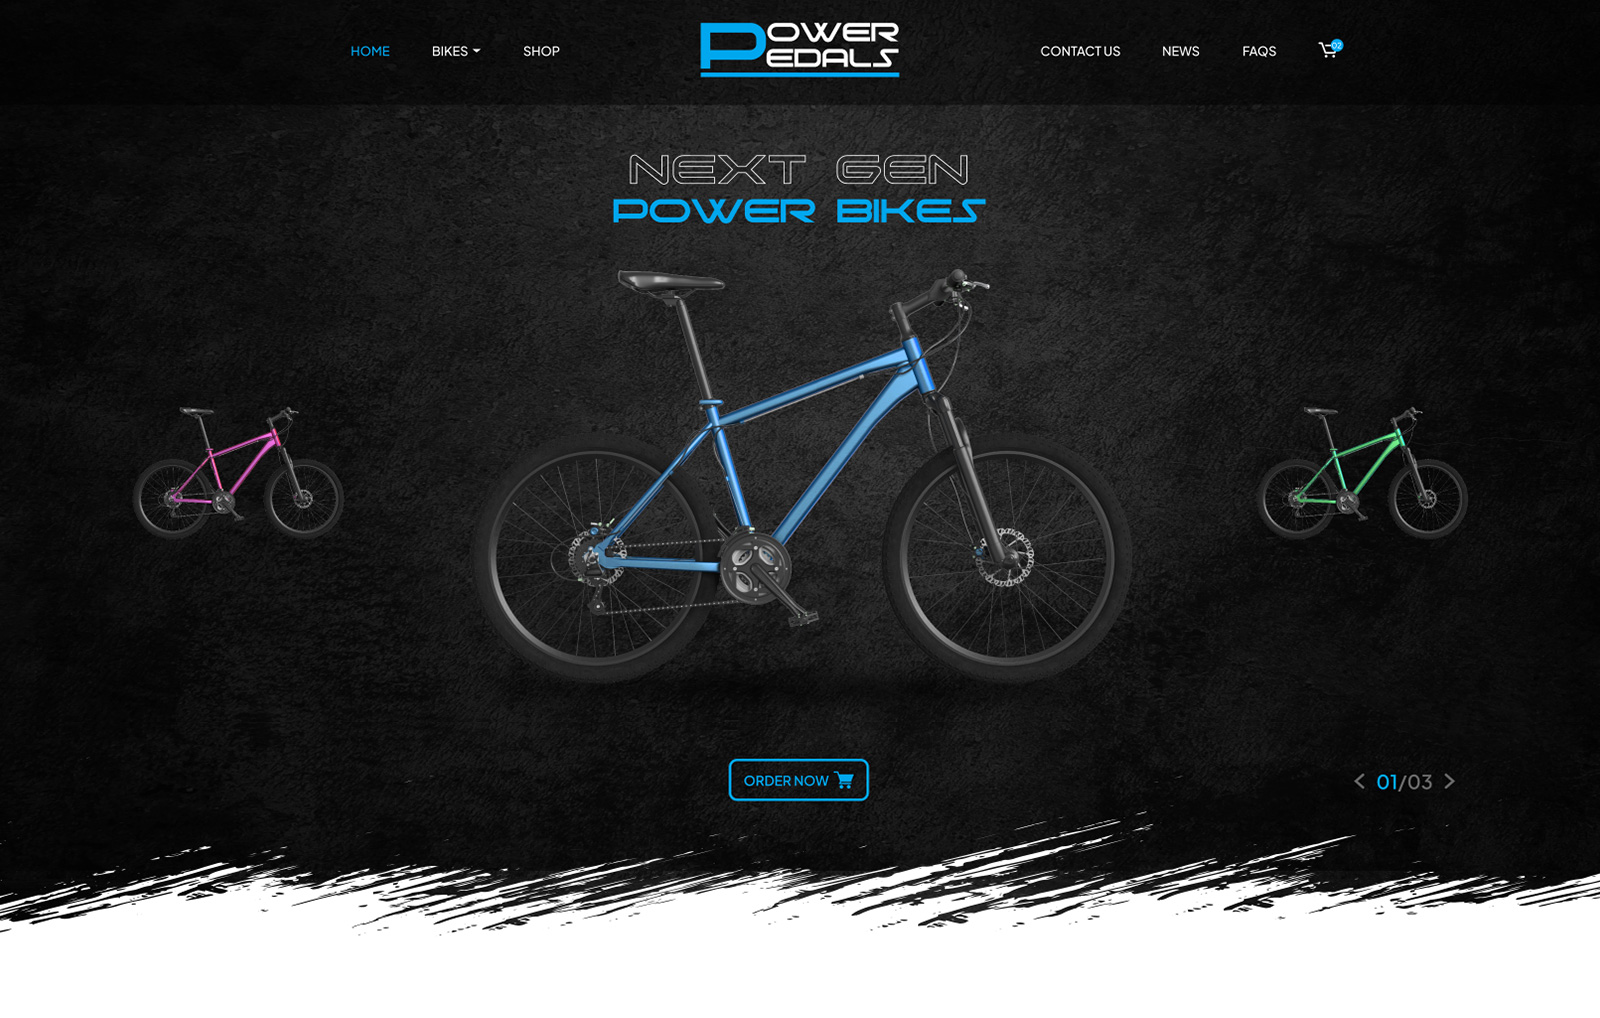 HOME
BIKES
SHOP
POWER
PEDALS
CONTACT US
NEWS
FAQS
02
NEXT GEN
POWER BIKES
ORDER NOW
01/03